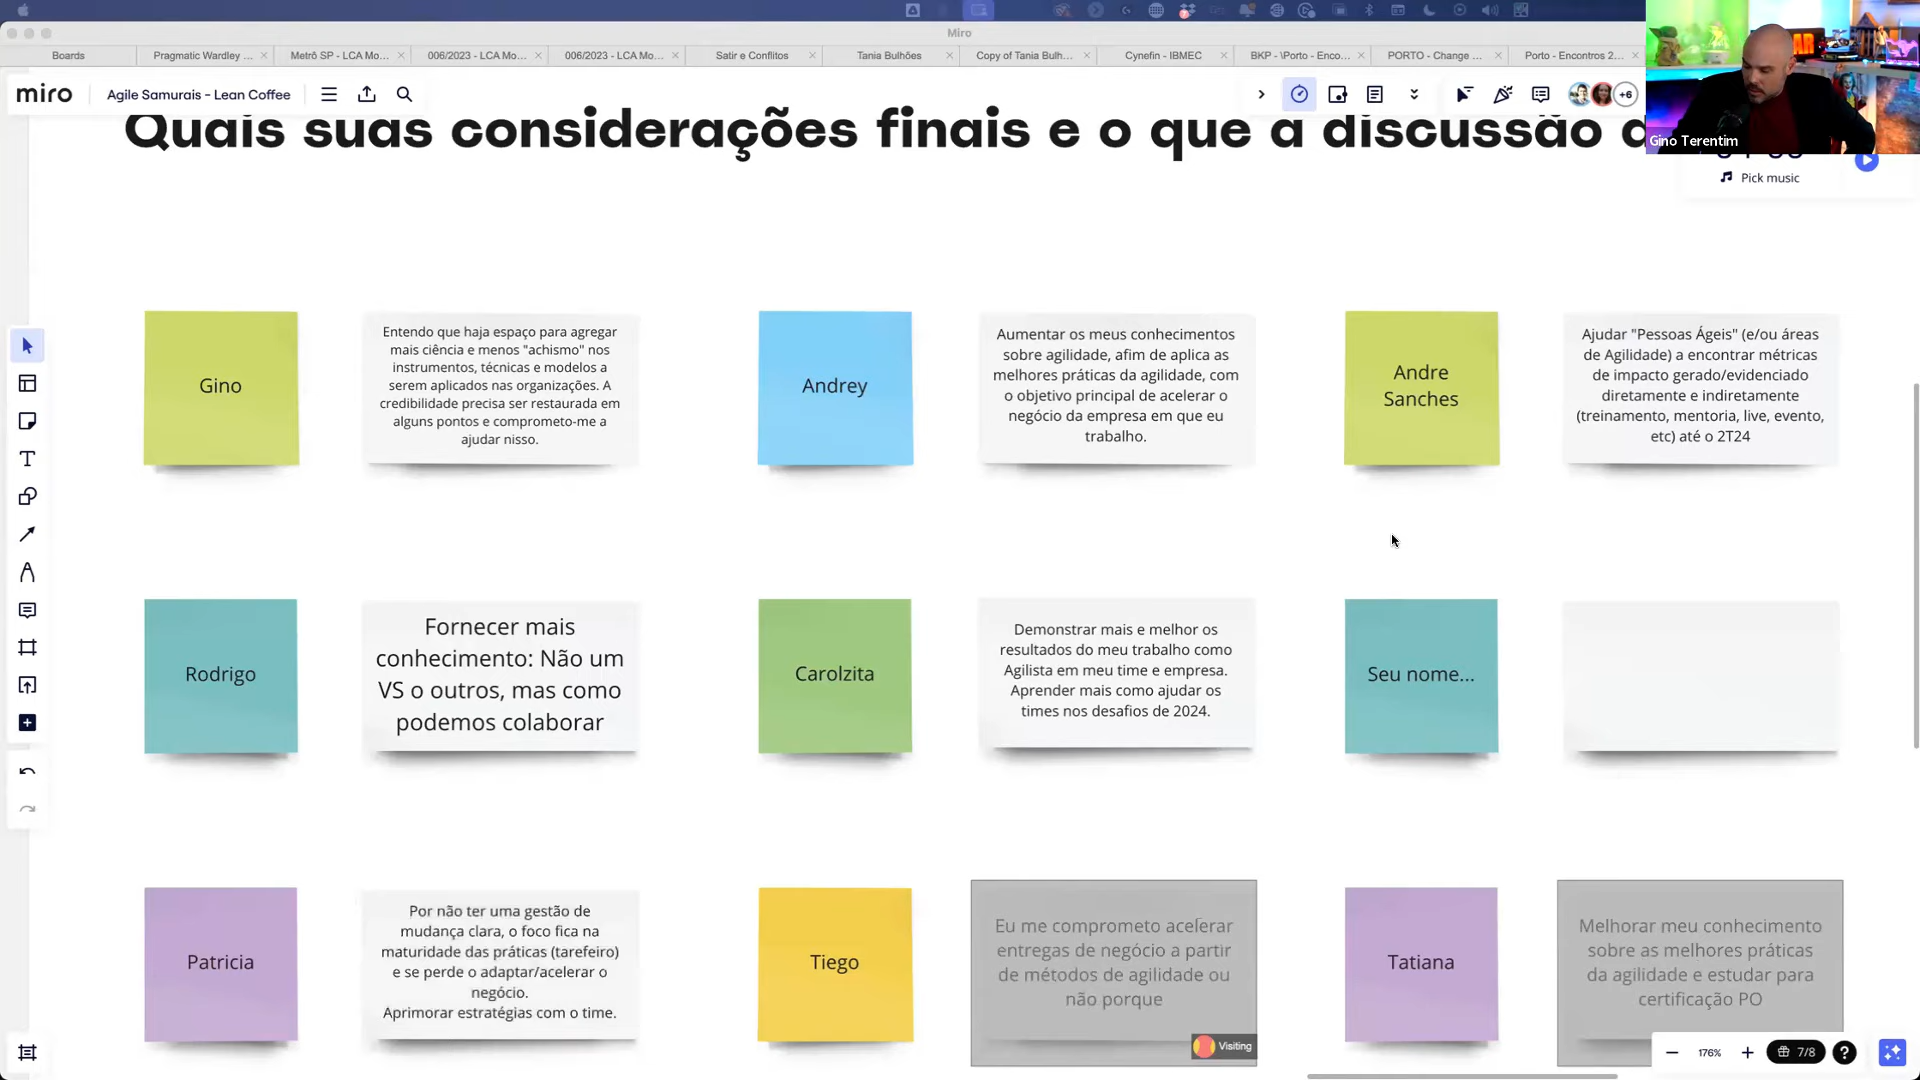 Miro
Boards
Pragmatic Wardley ...
Metrô SP - LCA Mo...
006/2023 - LCA Mo...
006/2023 - LCA Mo...
Satir e Conflitos
Tania Bulhões
Copy of Tania Bulh...
Cynefin - IBMEC
BKP - \Porto - Enco...
PORTO - Change ...
Porto - Encontros 2...
miro
Agile Samurais - Lean Coffee
+6
Gino Terentim
Quais suas considerações finais e o que a discussão
Pick music
Gino
Entendo que haja espaço para agregar
mais ciência e menos "achismo" nos
instrumentos, técnicas e modelos a
serem aplicados nas organizações. A
credibilidade precisa ser restaurada em
alguns pontos e comprometo-me a
ajudar nisso.
Andrey
Aumentar os meus conhecimentos
sobre agilidade, afim de aplica as
melhores práticas da agilidade, com
o objetivo principal de acelerar o
negócio da empresa em que eu
trabalho.
Andre
Sanches
Ajudar "Pessoas Ágeis" (e/ou áreas
de Agilidade) a encontrar métricas
de impacto gerado/evidenciado
diretamente e indiretamente
(treinamento, mentoria, live, evento,
etc) até o 2T24
Rodrigo
Fornecer mais
conhecimento: Não um
VS o outros, mas como
podemos colaborar
Carolzita
Demonstrar mais e melhor os
resultados do meu trabalho como
Agilista em meu time e empresa.
Aprender mais como ajudar os
times nos desafios de 2024.
Seu nome...
Patricia
Por não ter uma gestão de
mudança clara, o foco fica na
maturidade das práticas (tarefeiro)
e se perde o adaptar/acelerar o
negócio.
Aprimorar estratégias com o time.
Tiego
Eu me comprometo acelerar
entregas de negócio a partir
de métodos de agilidade ou
não porque
Visiting
Tatiana
Melhorar meu conhecimento
sobre as melhores práticas
da agilidade e estudar para
certificação PO
176%
7/8